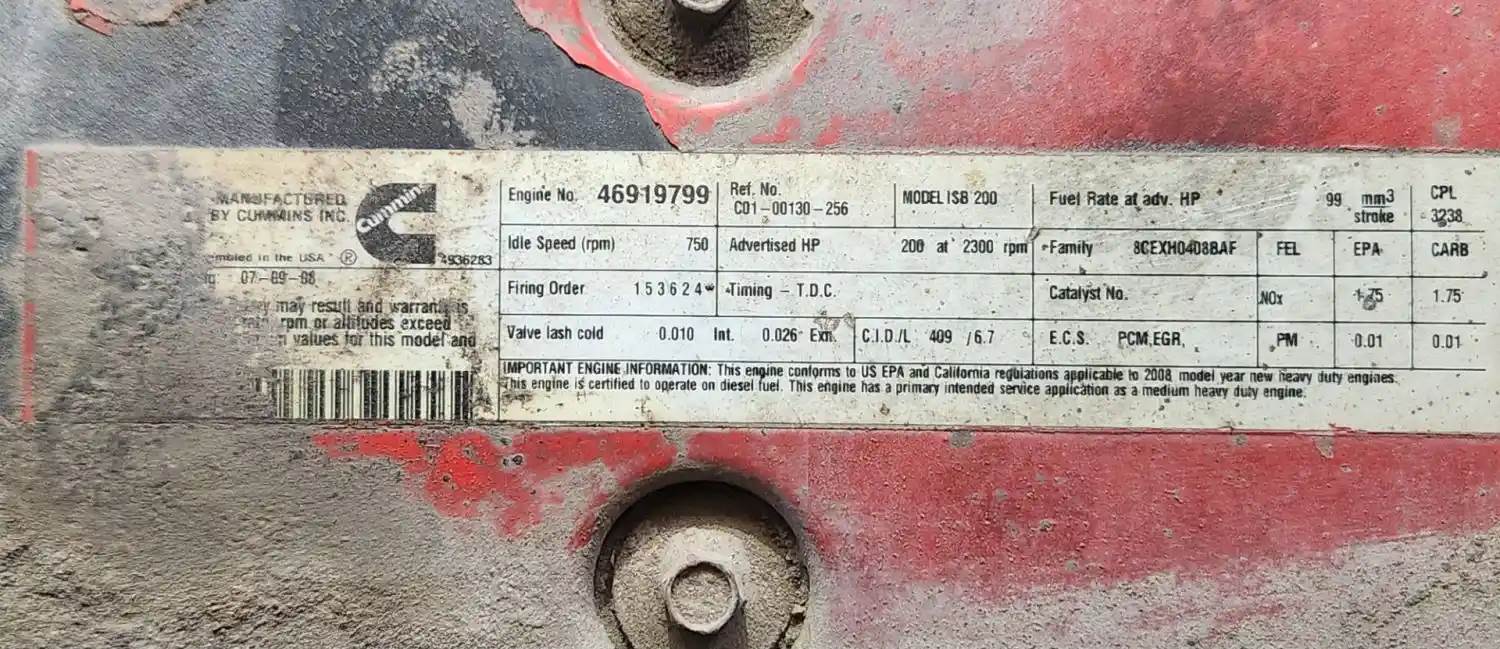 MANUFACTURED
BY CUMMINS INC.
cummins
®
4936283
in the USA
07-09-08
may result and warranty is
rpm or altitudes exceed
values for this model and
Engine No. 46919799
Ref. No.
C01-00130-256
MODEL ISB 200
Fuel Rate at adv. HP 99 mm3
stroke
CPL
3238
Idle Speed (rpm) 750
Advertised HP 200 at 2300 rpm
Family 8CEXH0408BAF
FEL
EPA
CARB
Firing Order 153624
Timing - T.D.C.
Catalyst No.
NOx
1.75
Valve lash cold 0.010 Int. 0.026 Exh.
C.I.D./L 409 /6.7
E.C.S. PCM,EGR,
PM
0.01
0.01
IMPORTANT ENGINE INFORMATION: This engine conforms to US EPA and California regulations applicable to 2008 model year new heavy duty engines.
This engine is certified to operate on diesel fuel. This engine has a primary intended service application as a medium heavy duty engine.